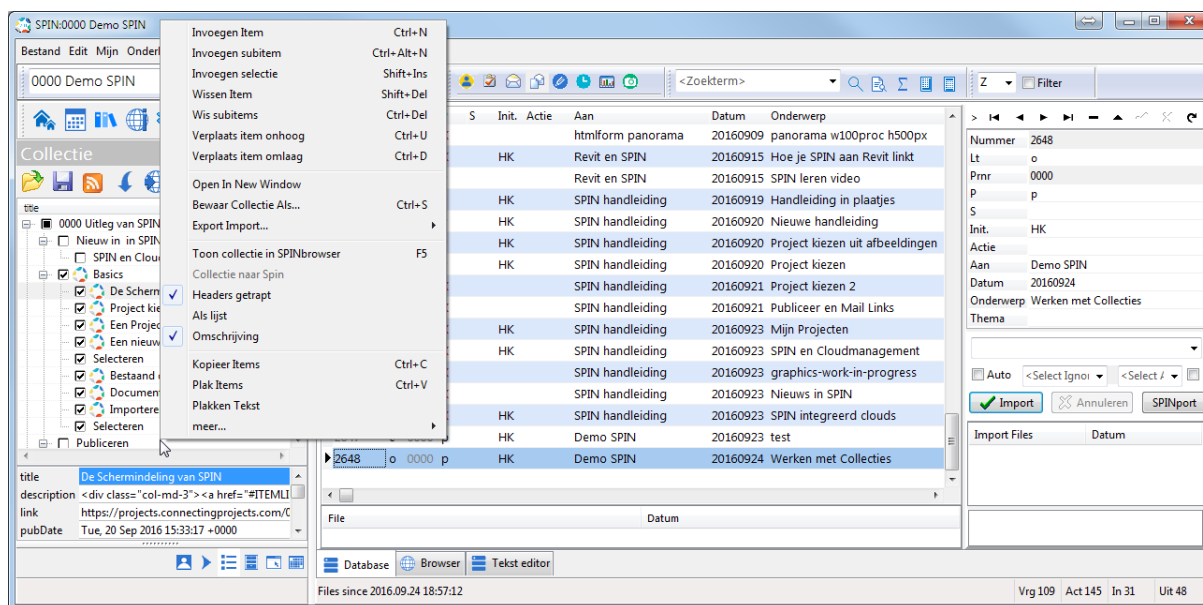 SPIN:0000 Demo SPIN
Bestand Edit Mijn
0000 Demo SPIN
<Zoekterm>
Z
Filter
Collectie
title
0000 Uitleg van SPIN
Nieuw in in SPIN
SPIN en
Basics
De
Project
Een
Een
Selecteren
Bestaand
Selecteren
Publiceren
Invoegen Item Ctrl+N
Invoegen subitem Ctrl+Alt+N
Invoegen selectie Shift+Ins
Wissen Item Shift+Del
Wis subitems Ctrl+Del
Verplaats item onhoog Ctrl+U
Verplaats item omlaag Ctrl+D
Open In New Window
Bewaar Collectie Als... Ctrl+S
Export Import...
Toon collectie in SPINbrowser F5
Collectie naar Spin
Headers getrapt
Als lijst
Omschrijving
Kopieer Items Ctrl+C
Plak Items Ctrl+V
Plakken Tekst
meer...
S Init. Actie Aan Datum Onderwerp
htmlform panorama 20160909 panorama w100proc h500px
HK Revit en SPIN 20160915 Hoe je SPIN aan Revit linkt
Revit en SPIN 20160915 SPIN leren video
HK SPIN handleiding 20160919 Handleiding in plaatjes
HK SPIN handleiding 20160920 Nieuwe handleiding
HK SPIN handleiding 20160920 Project kiezen uit afbeeldingen
HK SPIN handleiding 20160920 Project kiezen
SPIN handleiding 20160921 Project kiezen 2
SPIN handleiding 20160921 Publiceer en Mail Links
HK SPIN handleiding 20160923 Mijn Projecten
HK SPIN handleiding 20160923 SPIN en Cloudmanagement
SPIN handleiding 20160923 graphics-work-in-progress
SPIN handleiding 20160923 Nieuws in SPIN
HK SPIN handleiding 20160923 SPIN integreerd clouds
HK Demo SPIN 20160923 test
2648 o 0000 p HK Demo SPIN 20160924 Werken met Collecties
File Datum
Database Browser Tekst editor
Files since 2016.09.24 18:57:12
title De Schermindeling van SPIN
description <div class="col-md-3"><a href="#ITEMLI
link https://projects.connectingprojects.com/
pubDate Tue, 20 Sep 2016 15:33:17 +0000
Nummer 2648
Lt o
Prnr 0000
P p
S
Init. HK
Actie
Aan Demo SPIN
Datum 20160924
Onderwerp Werken met Collecties
Thema
Auto <Select Ignor <Select
Import Annuleren SPINport
Import Files Datum
Vrg 109 Act 145 In 31 Uit 48